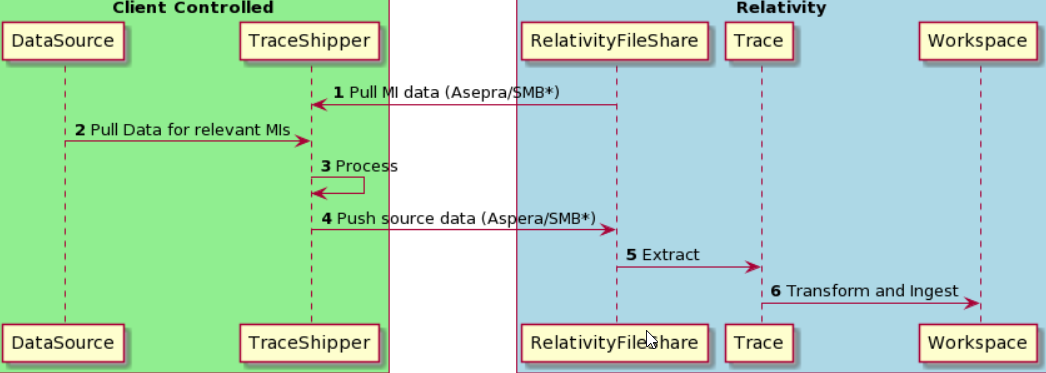 Client Controlled
Relativity
DataSource
TraceShipper
RelativityFileShare
Trace
Workspace
1 Pull MI data (Asepra/SMB*)
2 Pull Data for relevant MIs
3 Process
4 Push source data (Aspera/SMB*)
5 Extract
6 Transform and Ingest
DataSource
TraceShipper
RelativityFileShare
Trace
Workspace